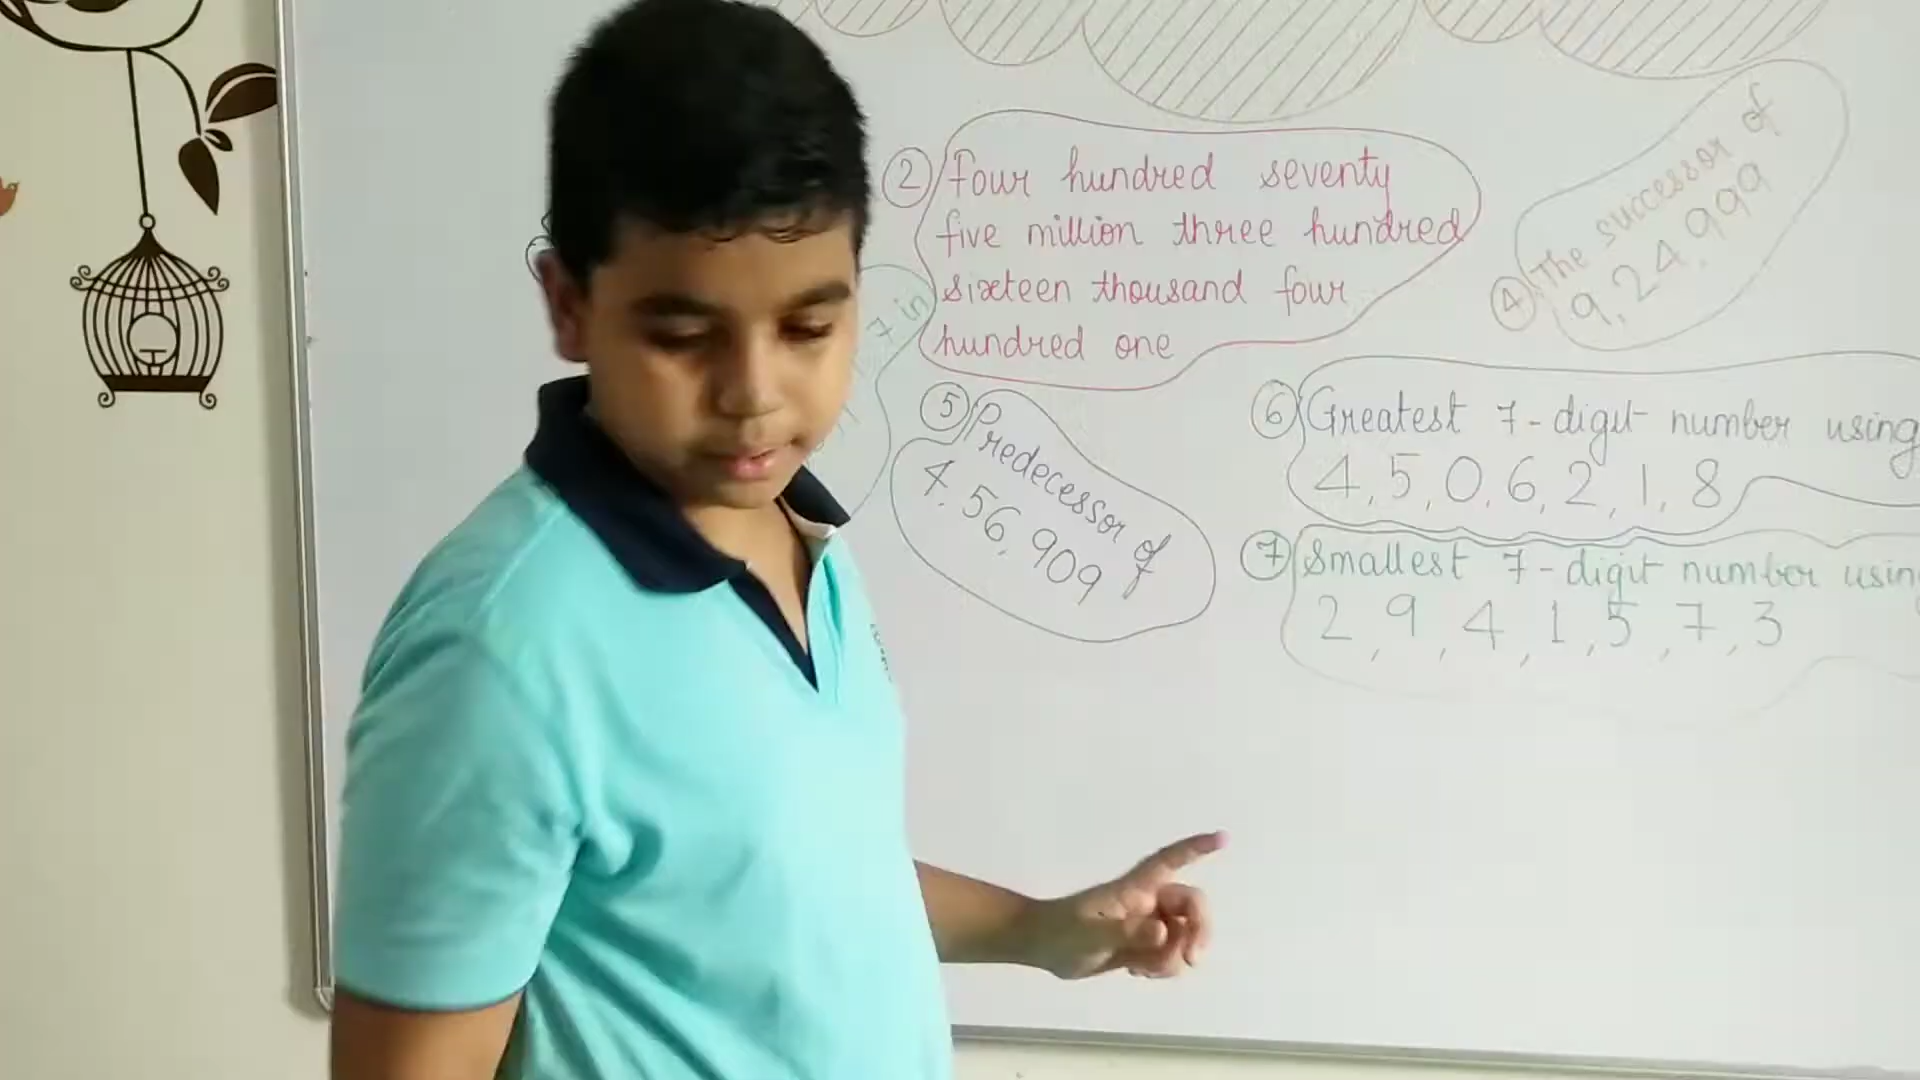 2 Four hundred seventy
five million three hundred
sixteen thousand four
hundred one
7 in
4 The successor of
9,24,999
5 Predecessor of
4,56,909
6 Greatest 7-digit number using
4,5,0,6,2,1,8
7 Smallest 7-digit number usin
2,9,4,1,5,7,3